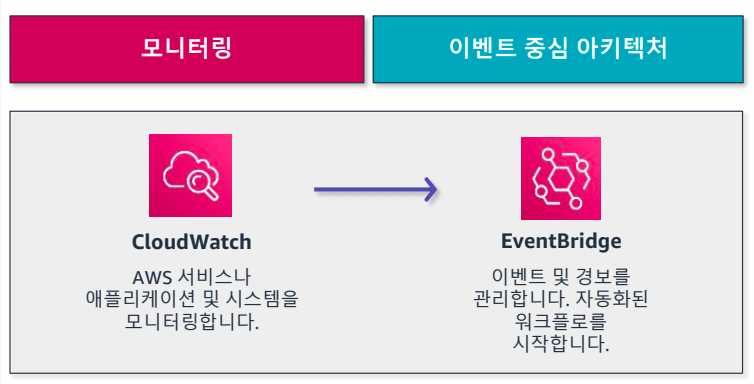 모니터링
이벤트 중심 아키텍처
CloudWatch
AWS 서비스나
애플리케이션 및 시스템을
모니터링합니다.
EventBridge
이벤트 및 경보를
관리합니다. 자동화된
워크플로를
시작합니다.